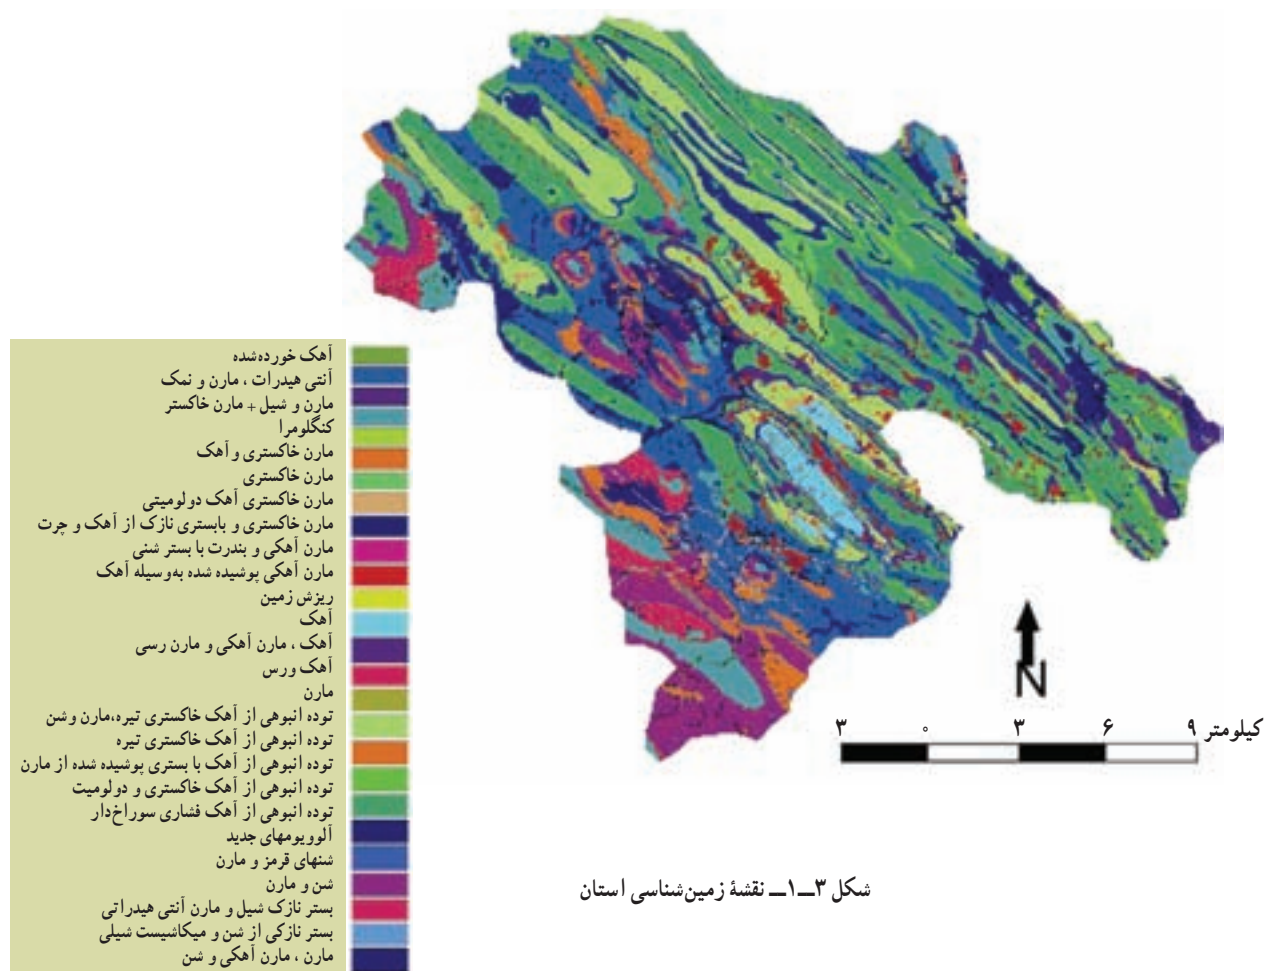 آهک خورده‌شده
آنتی هیدرات ، مارن و نمک
مارن و شیل + مارن خاکستر
کنگلومرا
مارن خاکستری و آهک
مارن خاکستری
مارن خاکستری آهک دولومیتی
مارن خاکستری و بابستری نازک از آهک و چرت
مارن آهکی و بندرت با بستر شنی
مارن آهکی پوشیده شده به‌وسیله آهک
ریزش زمین
آهک
آهک ، مارن آهکی و مارن رسی
آهک ورس
مارن
توده انبوهی از آهک خاکستری تیره،مارن وشن
توده انبوهی از آهک خاکستری تیره
توده انبوهی از آهک با بستری پوشیده شده از مارن
توده انبوهی از آهک خاکستری و دولومیت
توده انبوهی از آهک فشاری سوراخ‌دار
آلوویومهای جدید
شنهای قرمز و مارن
شن و مارن
بستر نازک شیل و مارن آنتی هیدراتی
بستر نازکی از شن و میکاشیست شیلی
مارن ، مارن آهکی و شن
N
۳ ۰ ۳ ۶ ۹ کیلومتر
شکل ۳ــ۱ــ نقشهٔ زمین‌شناسی استان